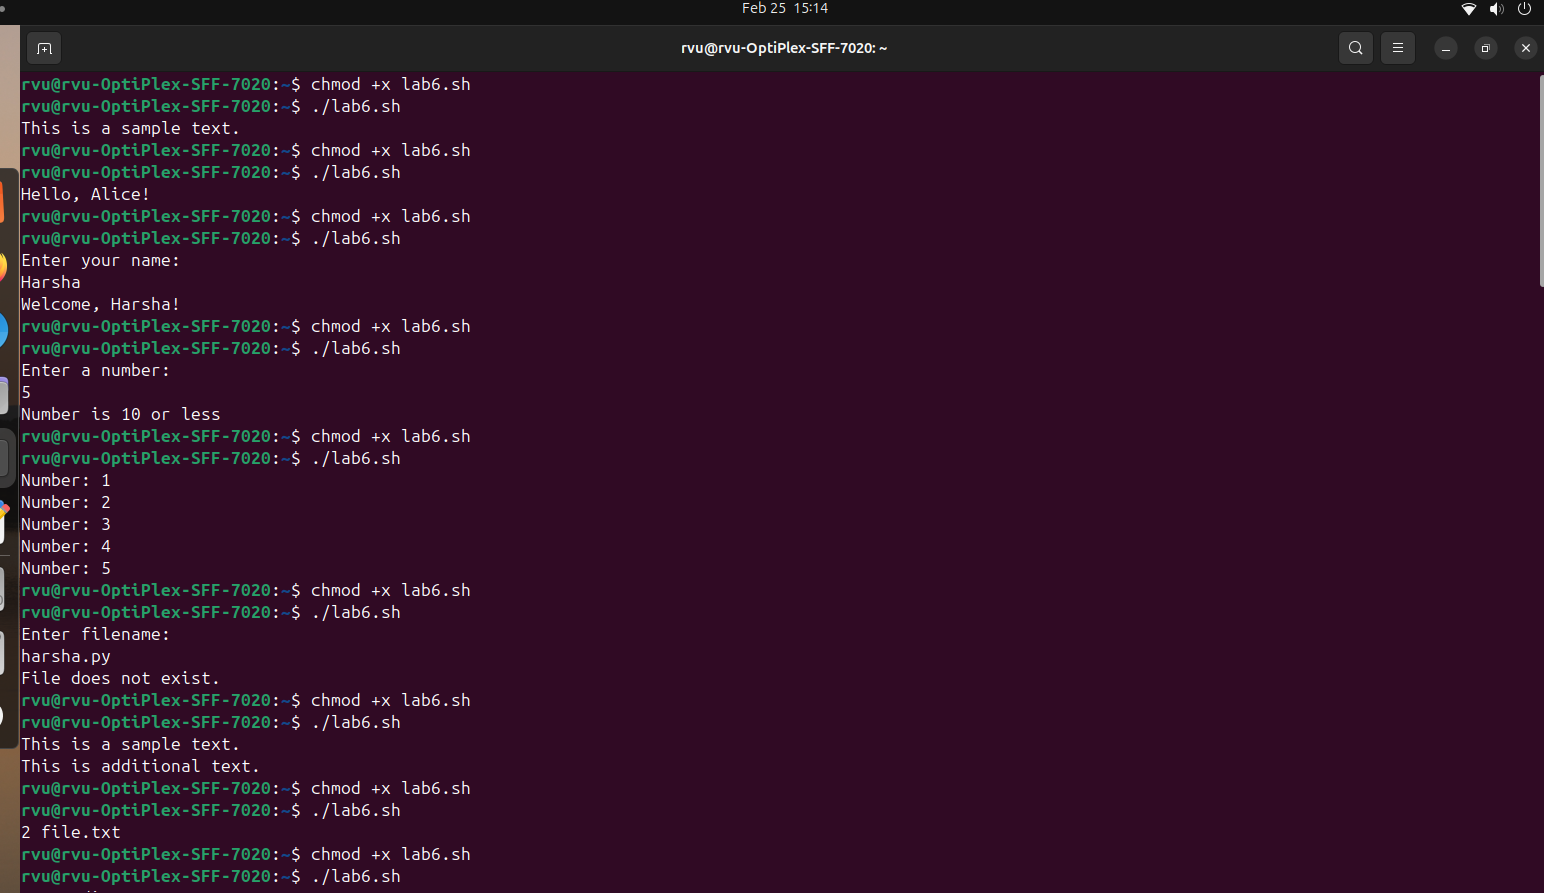 Feb 25 15:14
rvu@rvu-OptiPlex-SFF-7020: ~
rvu@rvu-OptiPlex-SFF-7020:~$ chmod +x lab6.sh
rvu@rvu-OptiPlex-SFF-7020:~$ ./lab6.sh
This is a sample text.
rvu@rvu-OptiPlex-SFF-7020:~$ chmod +x lab6.sh
rvu@rvu-OptiPlex-SFF-7020:~$ ./lab6.sh
Hello, Alice!
rvu@rvu-OptiPlex-SFF-7020:~$ chmod +x lab6.sh
rvu@rvu-OptiPlex-SFF-7020:~$ ./lab6.sh
Enter your name:
Harsha
Welcome, Harsha!
rvu@rvu-OptiPlex-SFF-7020:~$ chmod +x lab6.sh
rvu@rvu-OptiPlex-SFF-7020:~$ ./lab6.sh
Enter a number:
5
Number is 10 or less
rvu@rvu-OptiPlex-SFF-7020:~$ chmod +x lab6.sh
rvu@rvu-OptiPlex-SFF-7020:~$ ./lab6.sh
Number: 1
Number: 2
Number: 3
Number: 4
Number: 5
rvu@rvu-OptiPlex-SFF-7020:~$ chmod +x lab6.sh
rvu@rvu-OptiPlex-SFF-7020:~$ ./lab6.sh
Enter filename:
harsha.py
File does not exist.
rvu@rvu-OptiPlex-SFF-7020:~$ chmod +x lab6.sh
rvu@rvu-OptiPlex-SFF-7020:~$ ./lab6.sh
This is a sample text.
This is additional text.
rvu@rvu-OptiPlex-SFF-7020:~$ chmod +x lab6.sh
rvu@rvu-OptiPlex-SFF-7020:~$ ./lab6.sh
2 file.txt
rvu@rvu-OptiPlex-SFF-7020:~$ chmod +x lab6.sh
rvu@rvu-OptiPlex-SFF-7020:~$ ./lab6.sh